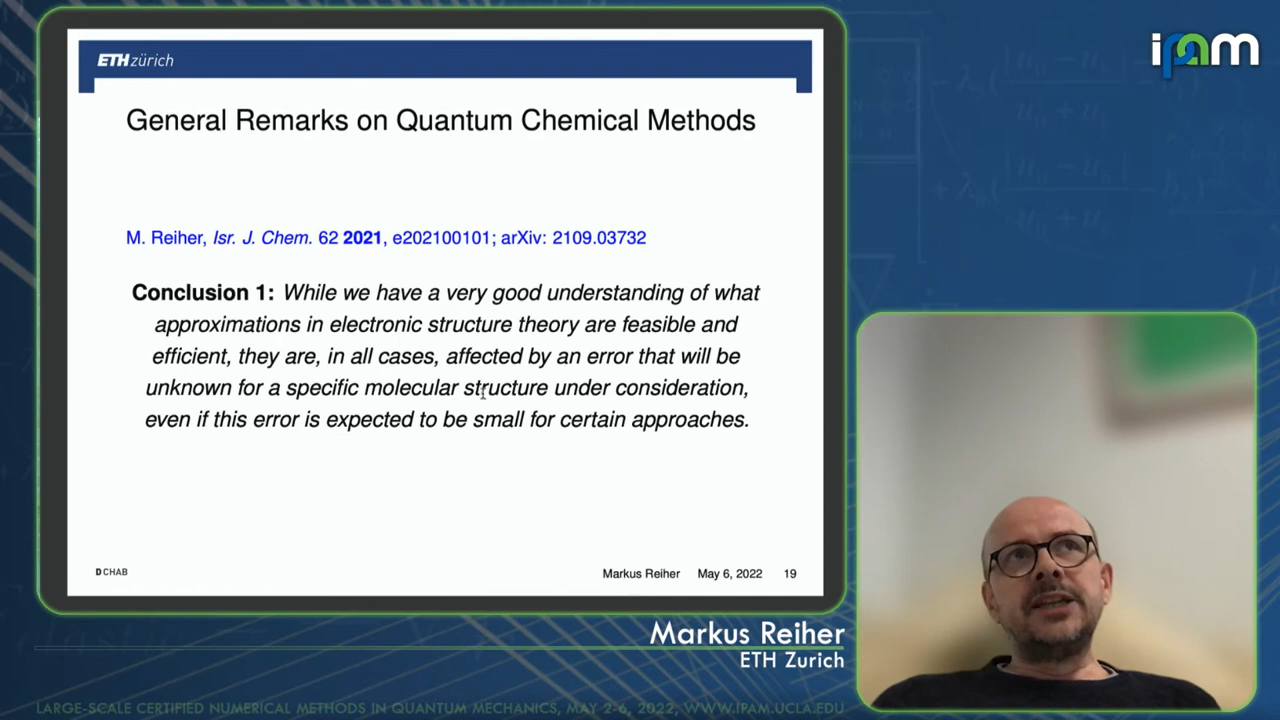 ETH zürich
ipam
General Remarks on Quantum Chemical Methods
M. Reiher, Isr. J. Chem. 62 2021, e202100101; arXiv: 2109.03732
Conclusion 1: While we have a very good understanding of what
approximations in electronic structure theory are feasible and
efficient, they are, in all cases, affected by an error that will be
unknown for a specific molecular structure under consideration,
even if this error is expected to be small for certain approaches.
D CHAB
Markus Reiher May 6, 2022 19
Markus Reiher
ETH Zurich
LARGE-SCALE CERTIFIED NUMERICAL METHODS IN QUANTUM MECHANICS, MAY 2-6, 2022, WWW.IPAM.UCLA.EDU